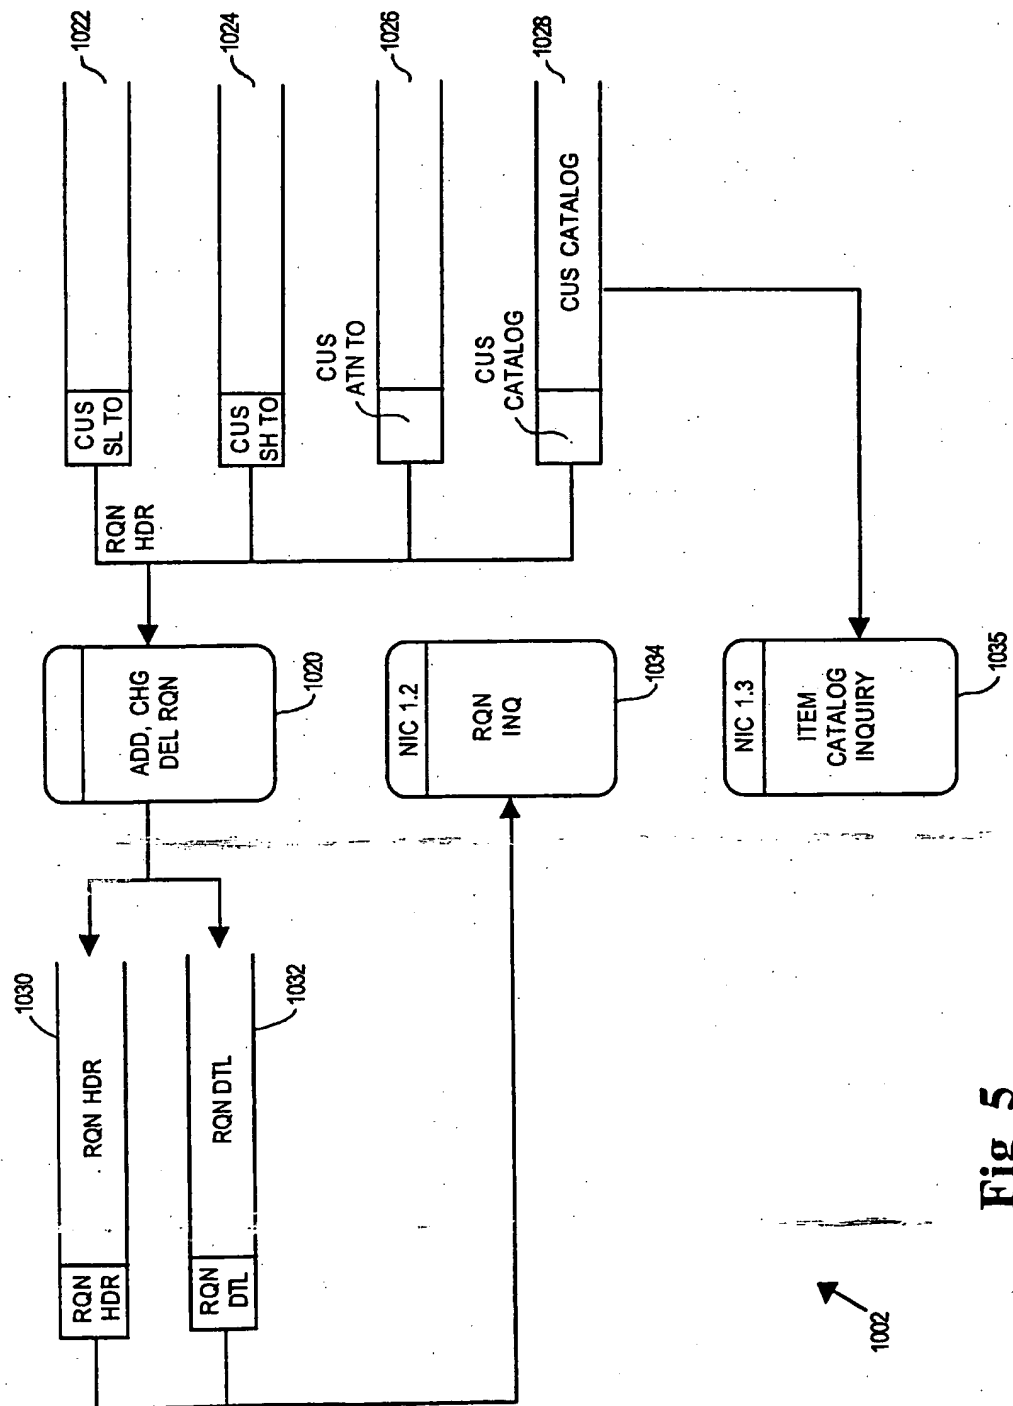 1030
RQN
HDR
RQN HDR
1032
RQN
DTL
RQN DTL
ADD, CHG
DEL RQN
1020
RQN
HDR
CUS
SL TO
1022
CUS
SH TO
1024
CUS
ATN TO
1026
CUS
CATALOG
CUS CATALOG
1028
NIC 1.2
RQN
INQ
1034
NIC 1.3
ITEM
CATALOG
INQUIRY
1035
1002
Fig. 5